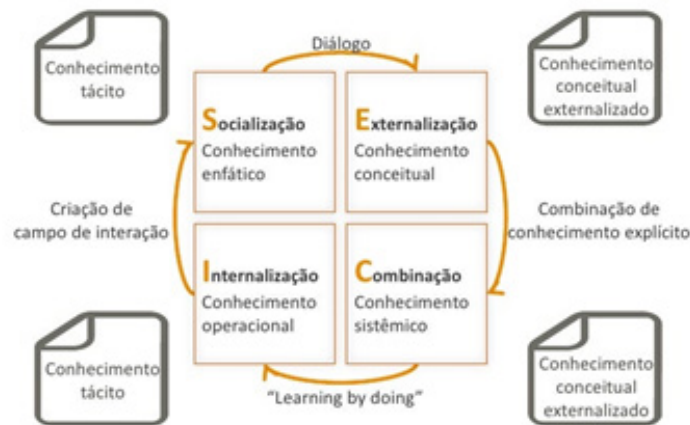 Diálogo
Conhecimento
tácito
Conhecimento
conceitual
externalizado
Socialização
Conhecimento
enfático
Externalização
Conhecimento
conceitual
Criação de
campo de interação
Combinação de
conhecimento explícito
Internalização
Conhecimento
operacional
Combinação
Conhecimento
sistêmico
Conhecimento
tácito
Conhecimento
conceitual
externalizado
"Learning by doing"